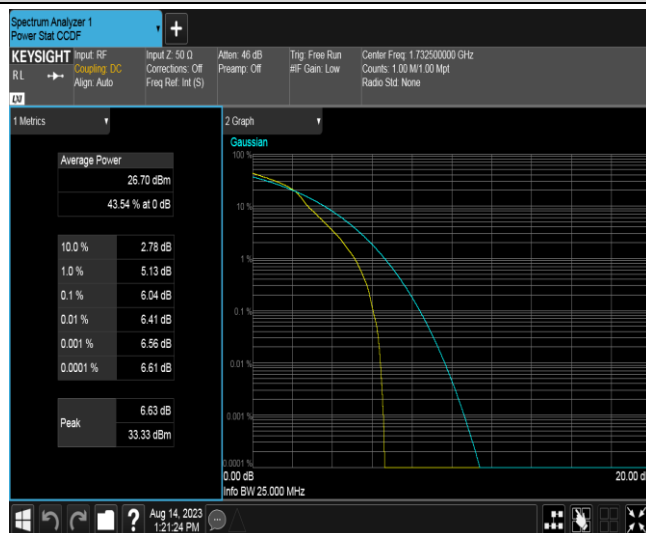 Spectrum Analyzer 1
Power Stat CCDF
+
KEYSIGHT
RL
LXI
Input: RF
Coupling: DC
Align: Auto
Input Z: 50 Ω
Corrections: Off
Freq Ref: Int (S)
Atten: 46 dB
Preamp: Off
Trig: Free Run
#IF Gain: Low
Center Freq: 1.732500000 GHz
Counts: 1.00 M/1.00 Mpt
Radio Std: None
1 Metrics
Average Power
26.70 dBm
43.54 % at 0 dB
10.0 % 2.78 dB
1.0 % 5.13 dB
0.1 % 6.04 dB
0.01 % 6.41 dB
0.001 % 6.56 dB
0.0001 % 6.61 dB
Peak 6.63 dB
33.33 dBm
2 Graph
Gaussian
100 %
10 %
1 %
0.1 %
0.01 %
0.001 %
0.0001 %
0.00 dB 20.00 d
Info BW 25.000 MHz
? Aug 14, 2023
1:21:24 PM